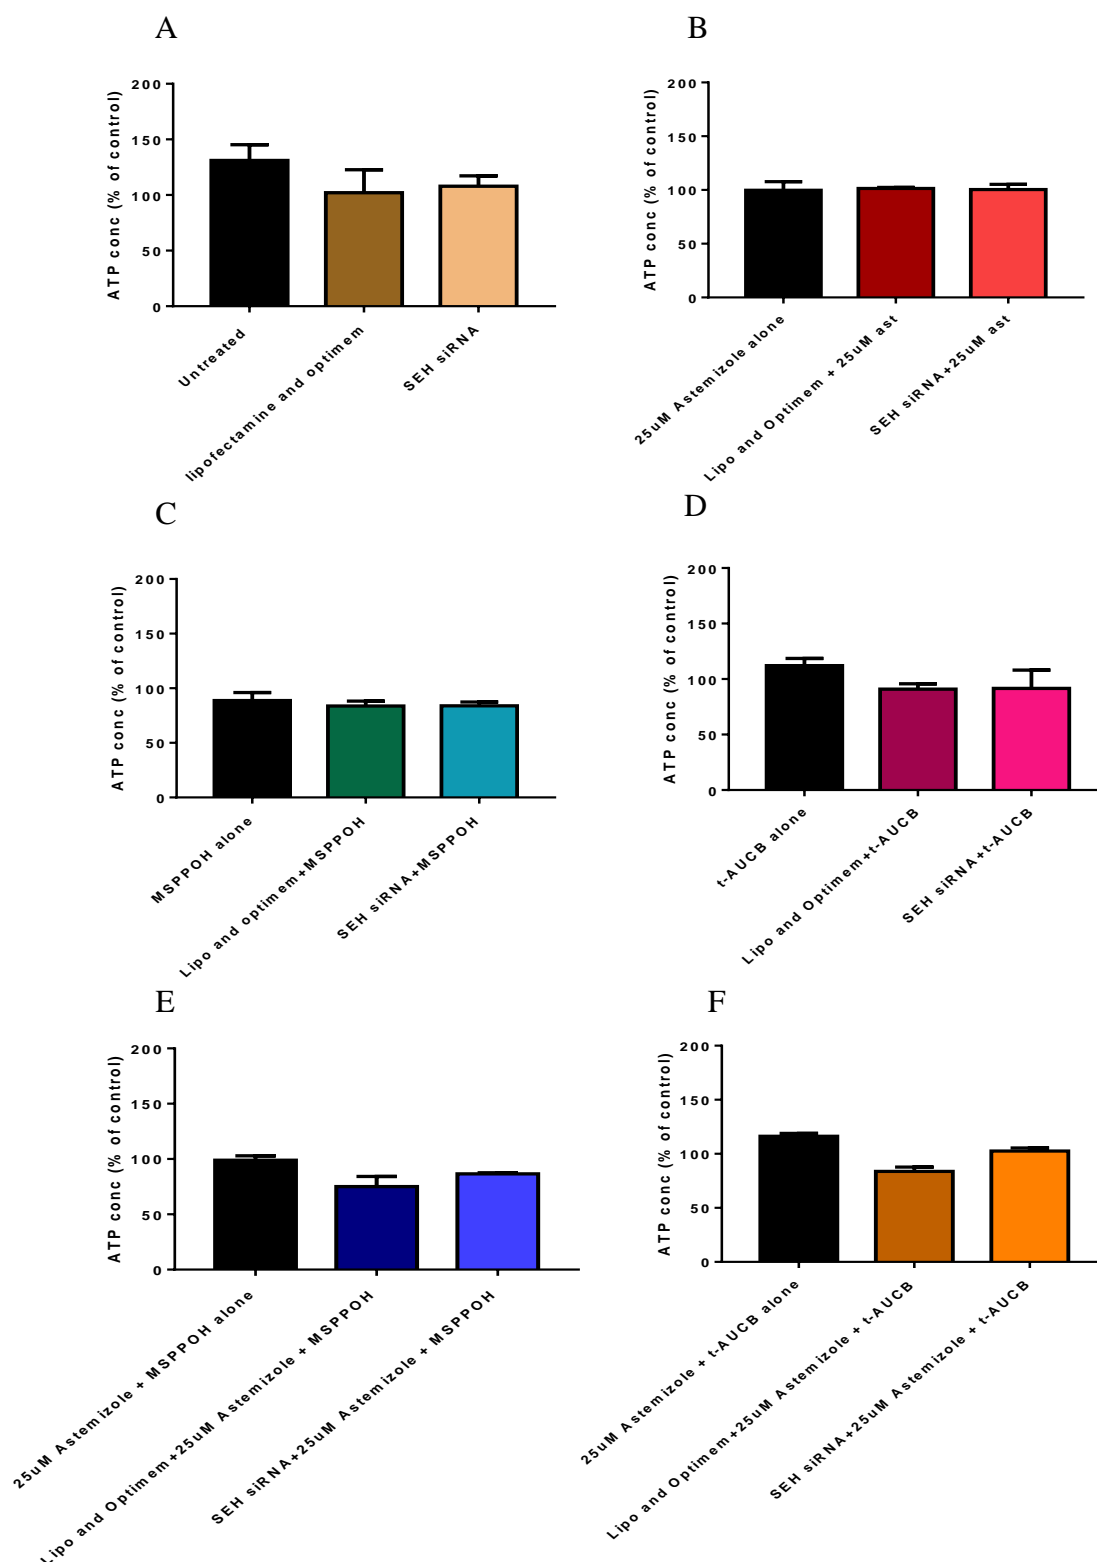 A
ATP conc (% of control)
200
150
100
50
0
Untreated
lipofectamine and optimem
SEH siRNA
B
ATP conc (% of control)
200
150
100
50
0
25uM Astemizole alone
Lipo and Optimem + 25uM ast
SEH siRNA+25uM ast
C
ATP conc (% of control)
200
150
100
50
0
MSPPOH alone
Lipo and optimem+MSPPOH
SEH siRNA+MSPPOH
D
ATP conc (% of control)
200
150
100
50
0
t-AUCB alone
Lipo and Optimem+t-AUCB
SEH siRNA+t-AUCB
E
ATP conc (% of control)
200
150
100
50
0
25uM Astemizole + MSPPOH alone
Lipo and Optimem+25uM Astemizole + MSPPOH
SEH siRNA+25uM Astemizole + MSPPOH
F
ATP conc (% of control)
200
150
100
50
0
25uM Astemizole + t-AUCB alone
Lipo and Optimem+25uM Astemizole + t-AUCB
SEH siRNA+25uM Astemizole + t-AUCB